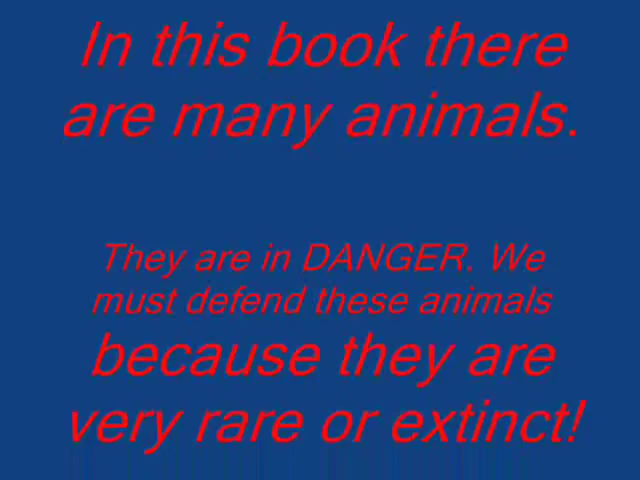 In this book there
are many animals.
They are in DANGER. We
must defend these animals
because they are
very rare or extinct!